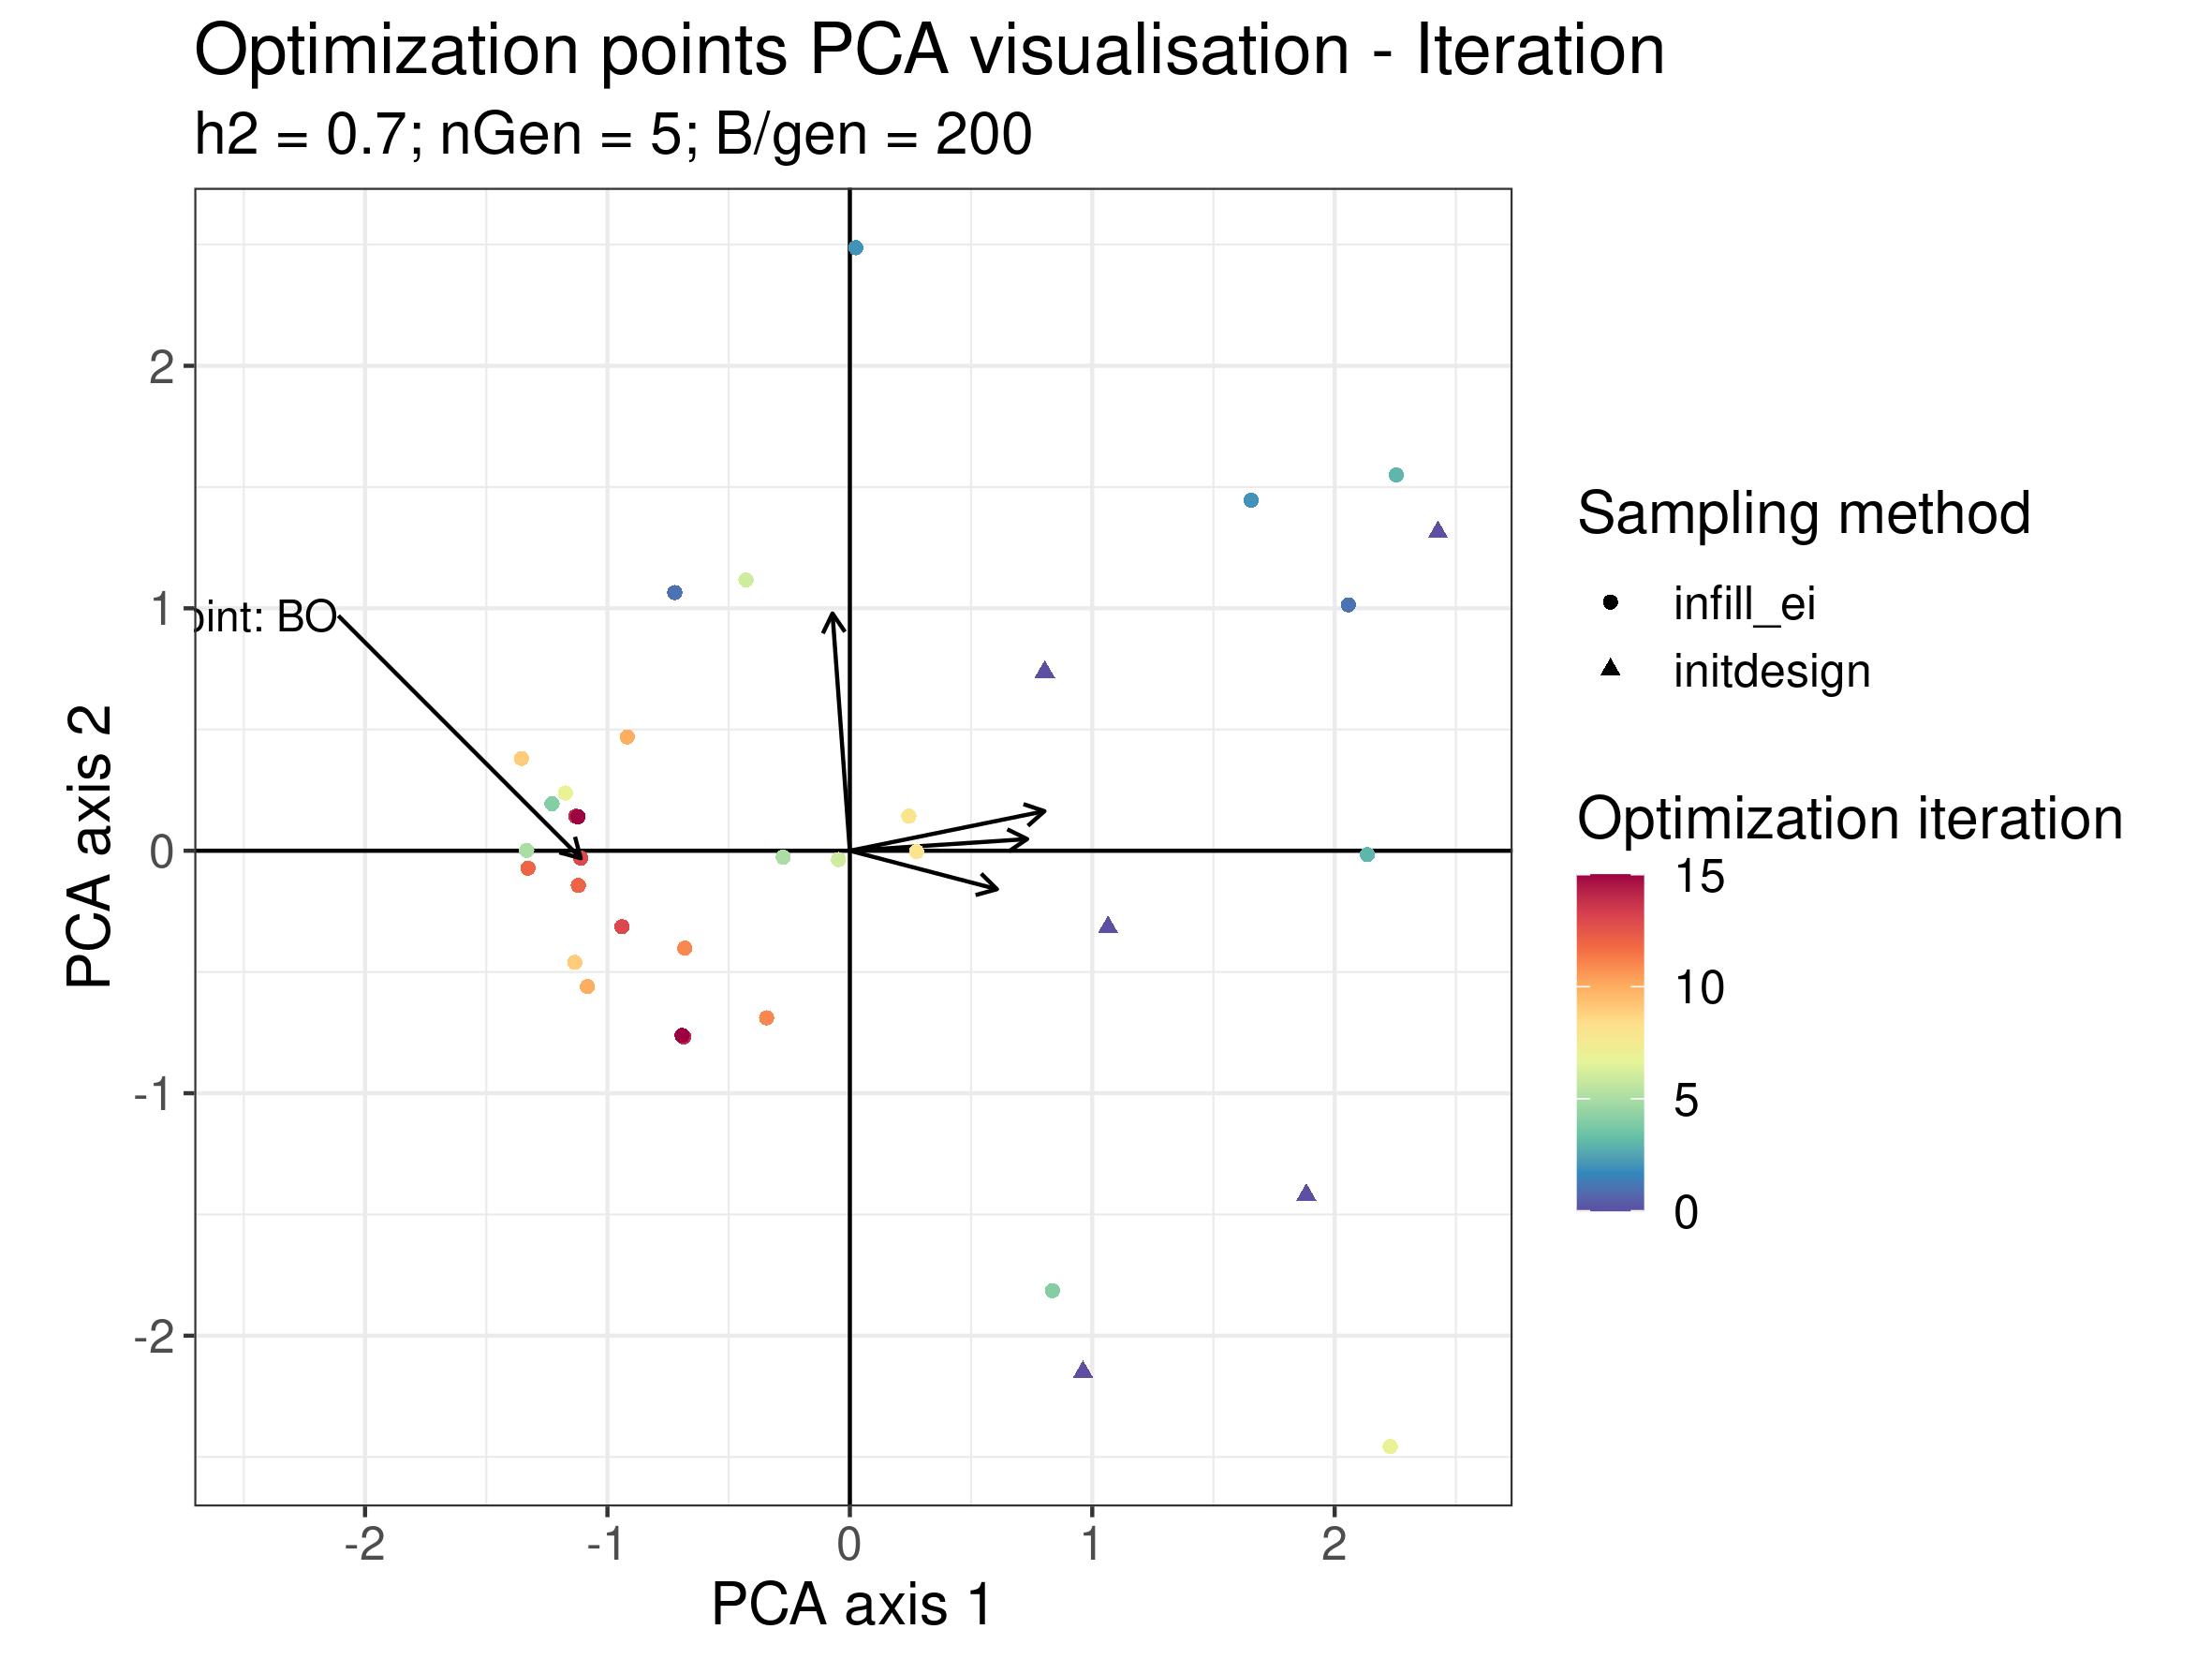 Optimization points PCA visualisation - Iteration
h2 = 0.7; nGen = 5; B/gen = 200
2
1
0
-1
-2
BO
-2 -1 0 1 2
PCA axis 1
PCA axis 2
Sampling method
infill_ei
initdesign
Optimization iteration
15
10
5
0